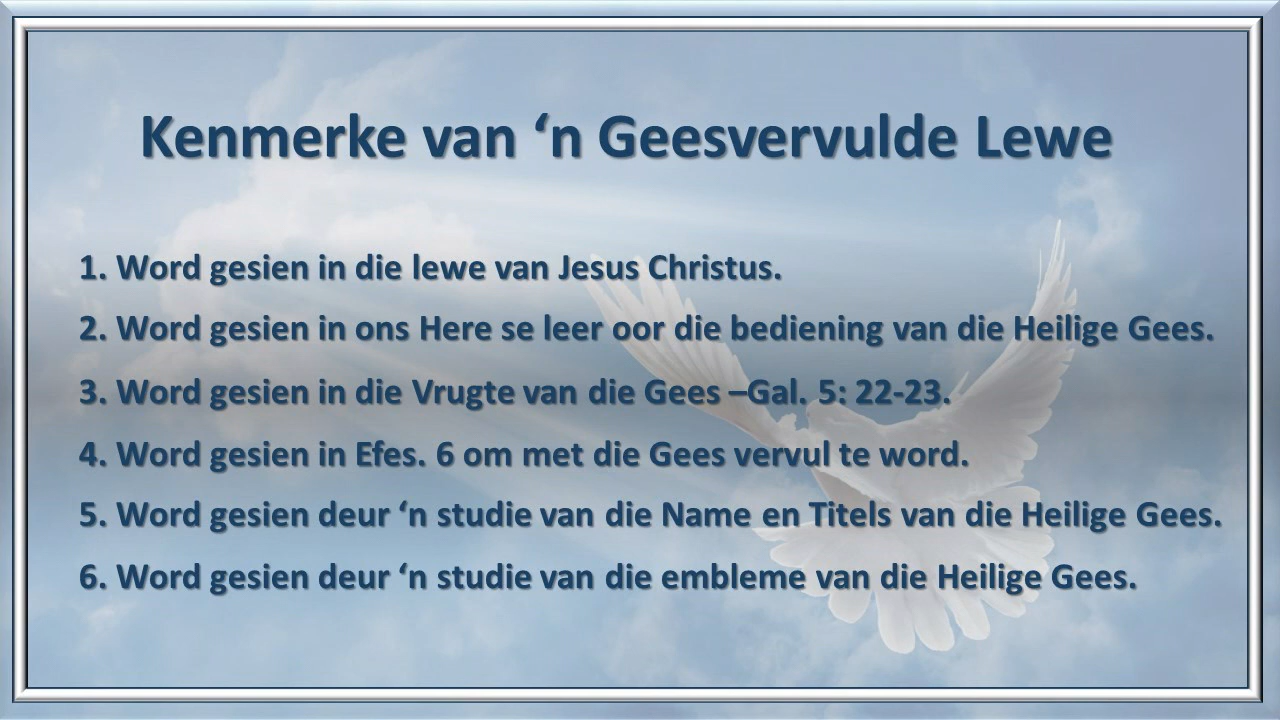 Kenmerke van ‘n Geesvervulde Lewe
1. Word gesien in die lewe van Jesus Christus.
2. Word gesien in ons Here se leer oor die bediening van die Heilige Gees.
3. Word gesien in die Vrugte van die Gees –Gal. 5: 22-23.
4. Word gesien in Efes. 6 om met die Gees vervul te word.
5. Word gesien deur ‘n studie van die Name en Titels van die Heilige Gees.
6. Word gesien deur ‘n studie van die embleme van die Heilige Gees.